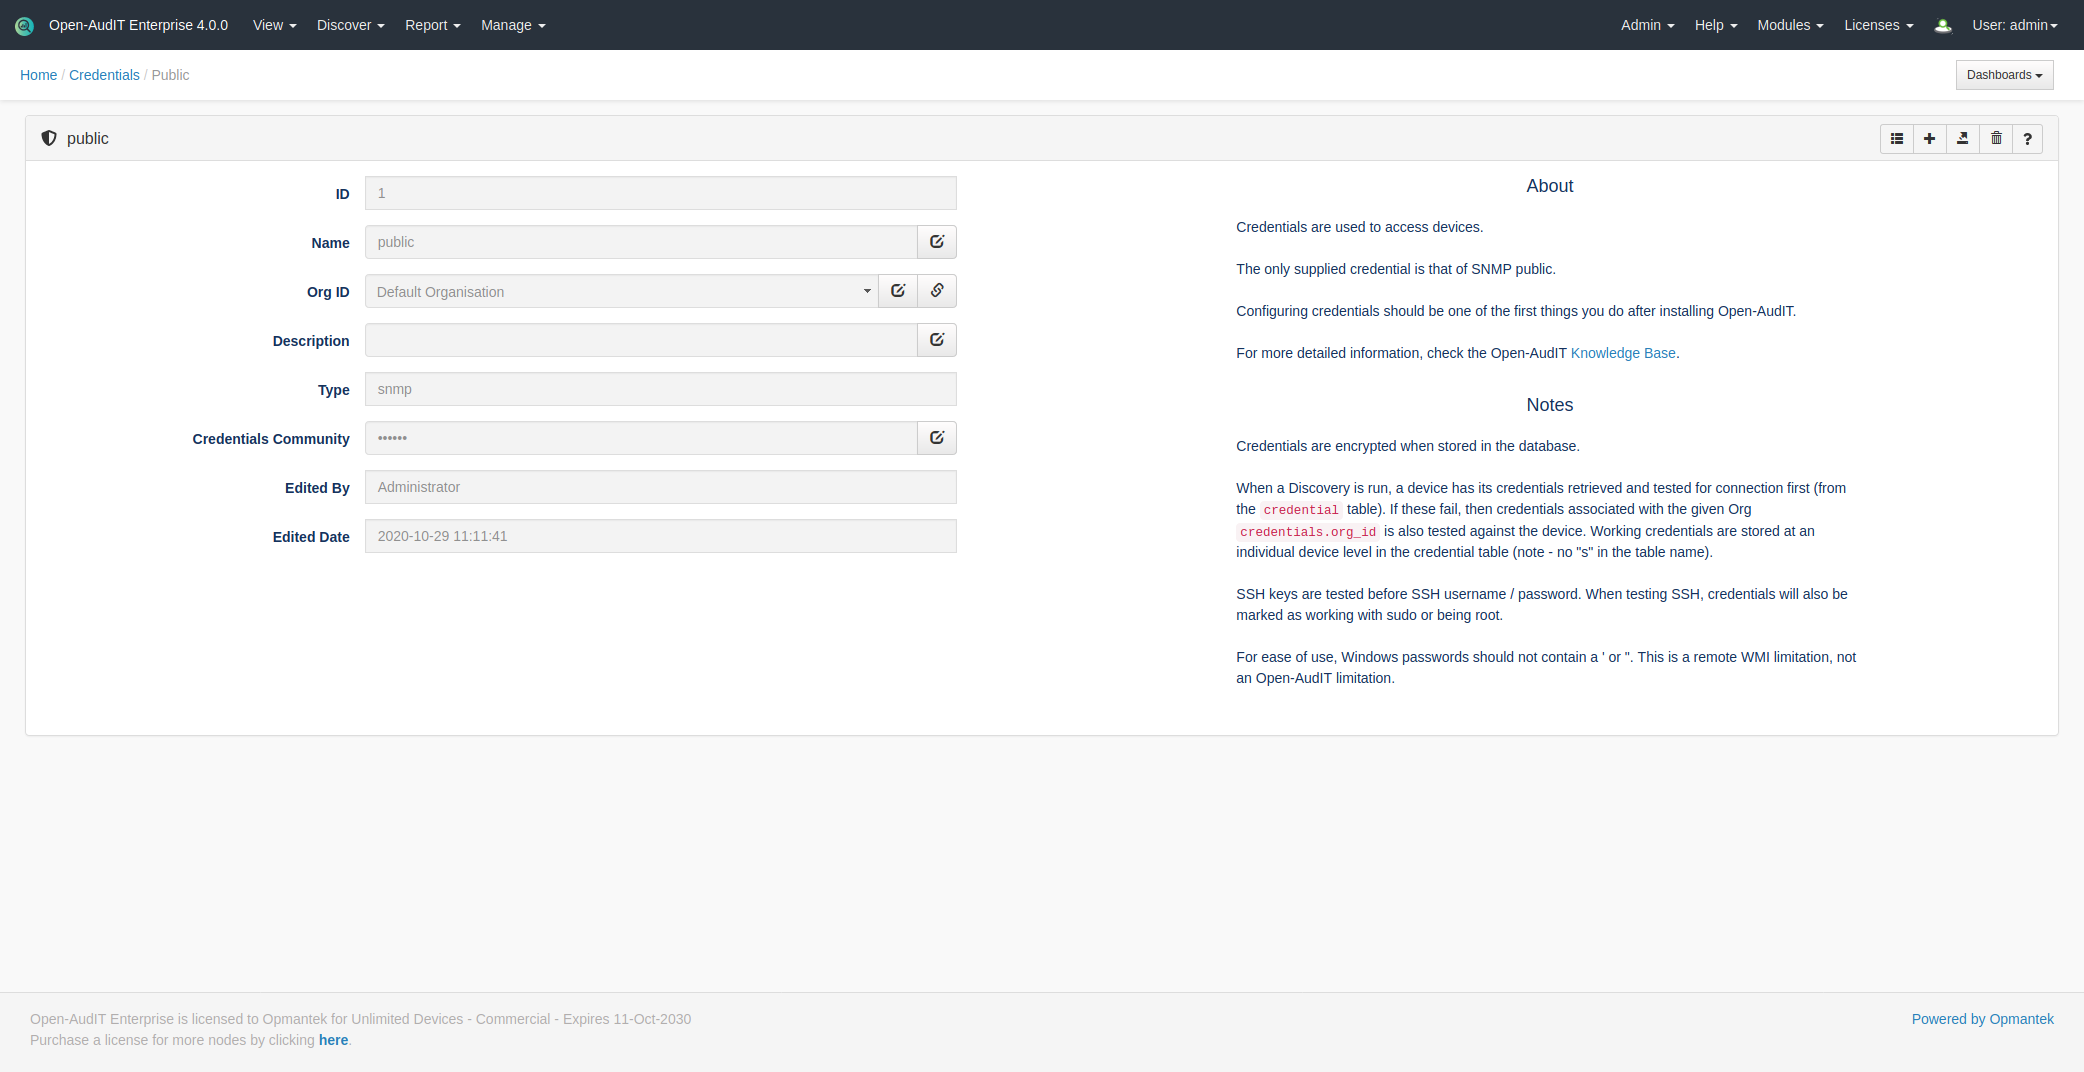 Open-AudIT Enterprise 4.0.0 View Discover Report Manage Admin Help Modules Licenses User: admin
Home / Credentials / Public Dashboards
public ?
ID 1
Name public
Org ID Default Organisation
Description
Type snmp
Credentials Community ••••••
Edited By Administrator
Edited Date 2020-10-29 11:11:41
About
Credentials are used to access devices.
The only supplied credential is that of SNMP public.
Configuring credentials should be one of the first things you do after installing Open-AudIT.
For more detailed information, check the Open-AudIT Knowledge Base.
Notes
Credentials are encrypted when stored in the database.
When a Discovery is run, a device has its credentials retrieved and tested for connection first (from
the credential table). If these fail, then credentials associated with the given Org
credentials.org_id is also tested against the device. Working credentials are stored at an
individual device level in the credential table (note - no "s" in the table name).
SSH keys are tested before SSH username / password. When testing SSH, credentials will also be
marked as working with sudo or being root.
For ease of use, Windows passwords should not contain a ' or ". This is a remote WMI limitation, not
an Open-AudIT limitation.
Open-AudIT Enterprise is licensed to Opmantek for Unlimited Devices - Commercial - Expires 11-Oct-2030
Purchase a license for more nodes by clicking here.
Powered by Opmantek